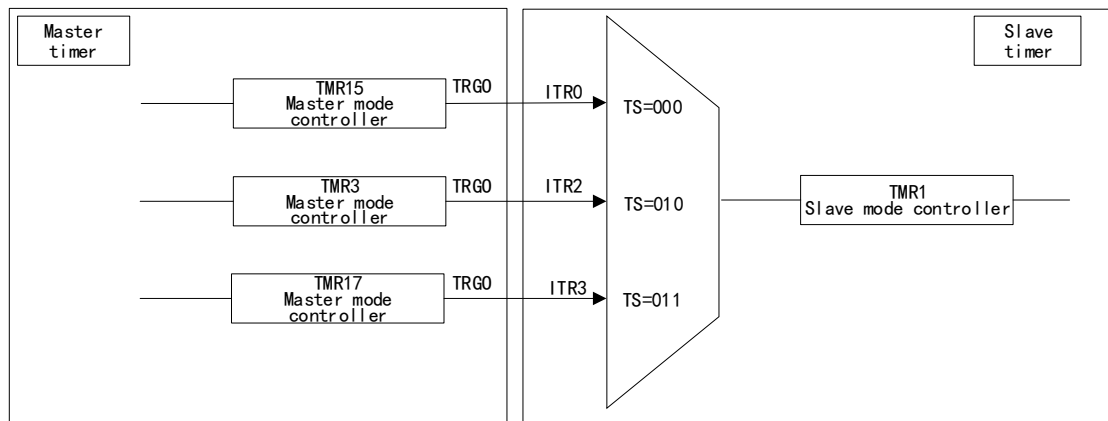 Master
timer
Slave
timer
TMR15
Master mode
controller
TRGO
ITR0
TS=000
TMR3
Master mode
controller
TRGO
ITR2
TS=010
TMR1
Slave mode controller
TMR17
Master mode
controller
TRGO
ITR3
TS=011